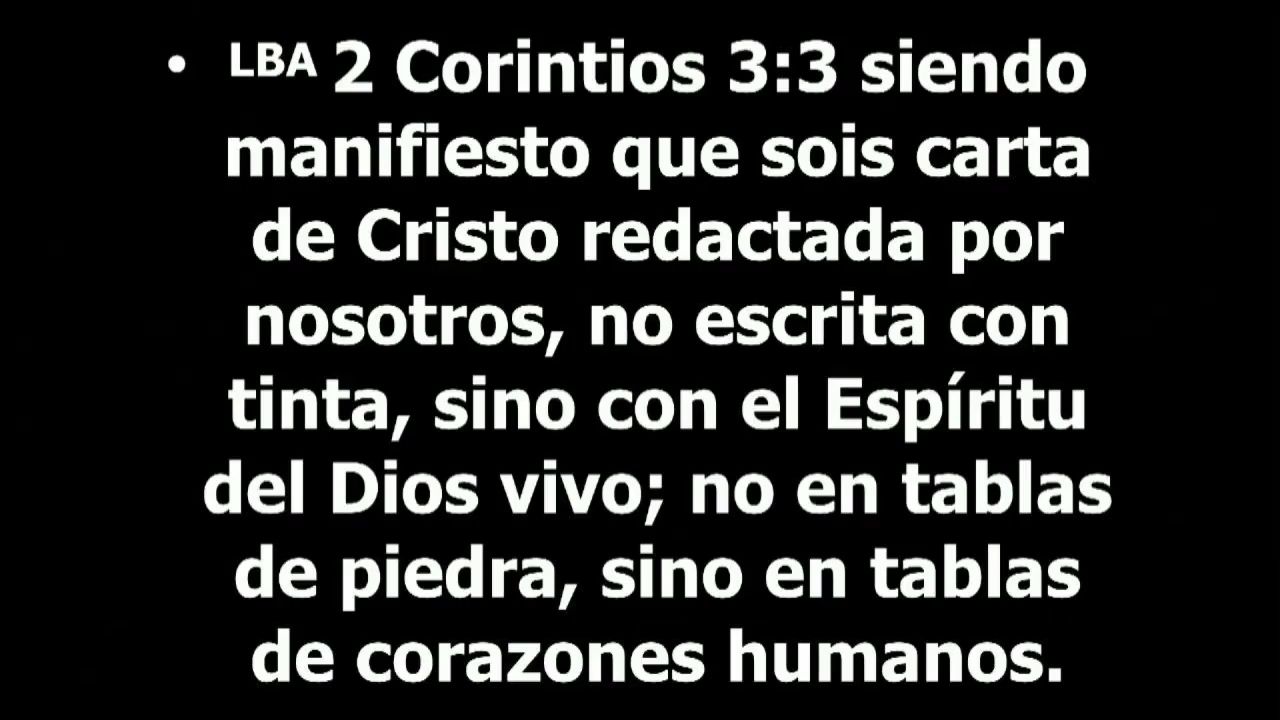 • LBA 2 Corintios 3:3 siendo
manifiesto que sois carta
de Cristo redactada por
nosotros, no escrita con
tinta, sino con el Espíritu
del Dios vivo; no en tablas
de piedra, sino en tablas
de corazones humanos.